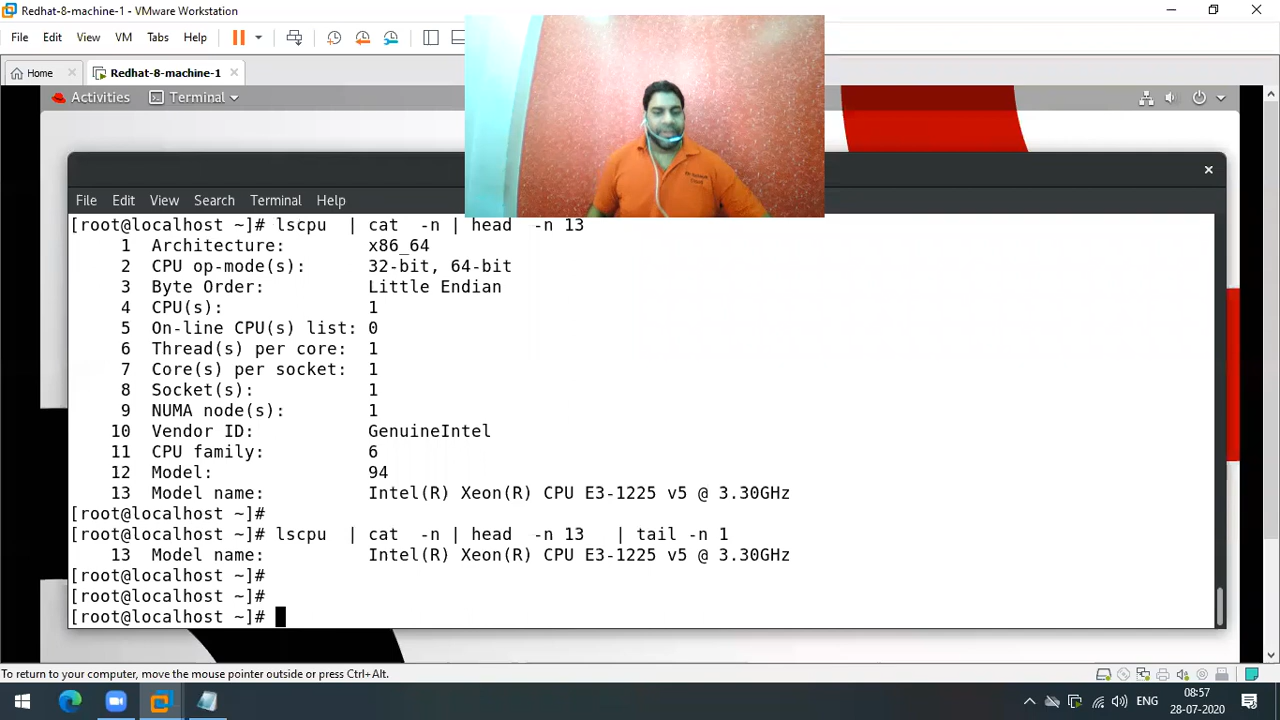 Redhat-8-machine-1 - VMware Workstation
File Edit View VM Tabs Help
Home Redhat-8-machine-1
Activities Terminal
File Edit View Search Terminal Help
[root@localhost ~]# lscpu | cat -n | head -n 13
1 Architecture: x86_64
2 CPU op-mode(s): 32-bit, 64-bit
3 Byte Order: Little Endian
4 CPU(s): 1
5 On-line CPU(s) list: 0
6 Thread(s) per core: 1
7 Core(s) per socket: 1
8 Socket(s): 1
9 NUMA node(s): 1
10 Vendor ID: GenuineIntel
11 CPU family: 6
12 Model: 94
13 Model name: Intel(R) Xeon(R) CPU E3-1225 v5 @ 3.30GHz
[root@localhost ~]#
[root@localhost ~]# lscpu | cat -n | head -n 13 | tail -n 1
13 Model name: Intel(R) Xeon(R) CPU E3-1225 v5 @ 3.30GHz
[root@localhost ~]#
[root@localhost ~]#
[root@localhost ~]#
To return to your computer, move the mouse pointer outside or press Ctrl+Alt.
ENG
08:57
28-07-2020